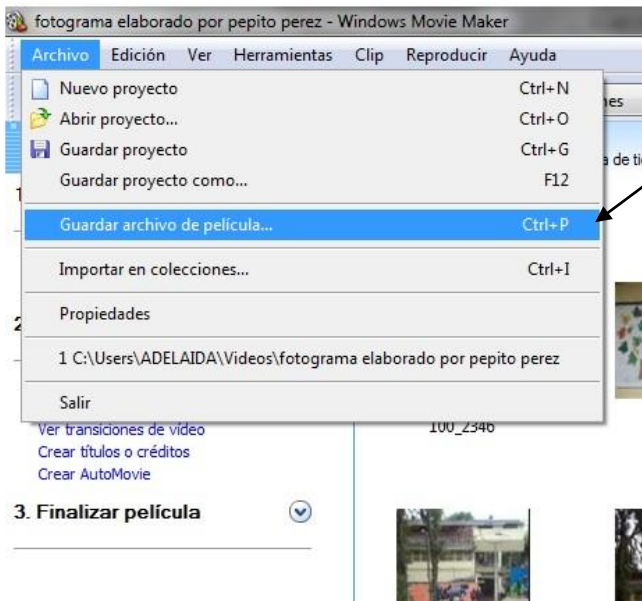 fotograma elaborado por pepito perez - Windows Movie Maker
Archivo Edición Ver Herramientas Clip Reproducir Ayuda
Nuevo proyecto Ctrl+N
Abrir proyecto... Ctrl+O
Guardar proyecto Ctrl+G
Guardar proyecto como... F12
Guardar archivo de película... Ctrl+P
Importar en colecciones... Ctrl+I
Propiedades
1 C:\Users\ADELAIDA\Videos\fotograma elaborado por pepito perez
Salir
Ver transiciones de vídeo
Crear títulos o créditos
Crear AutoMovie
100_2346
3. Finalizar película